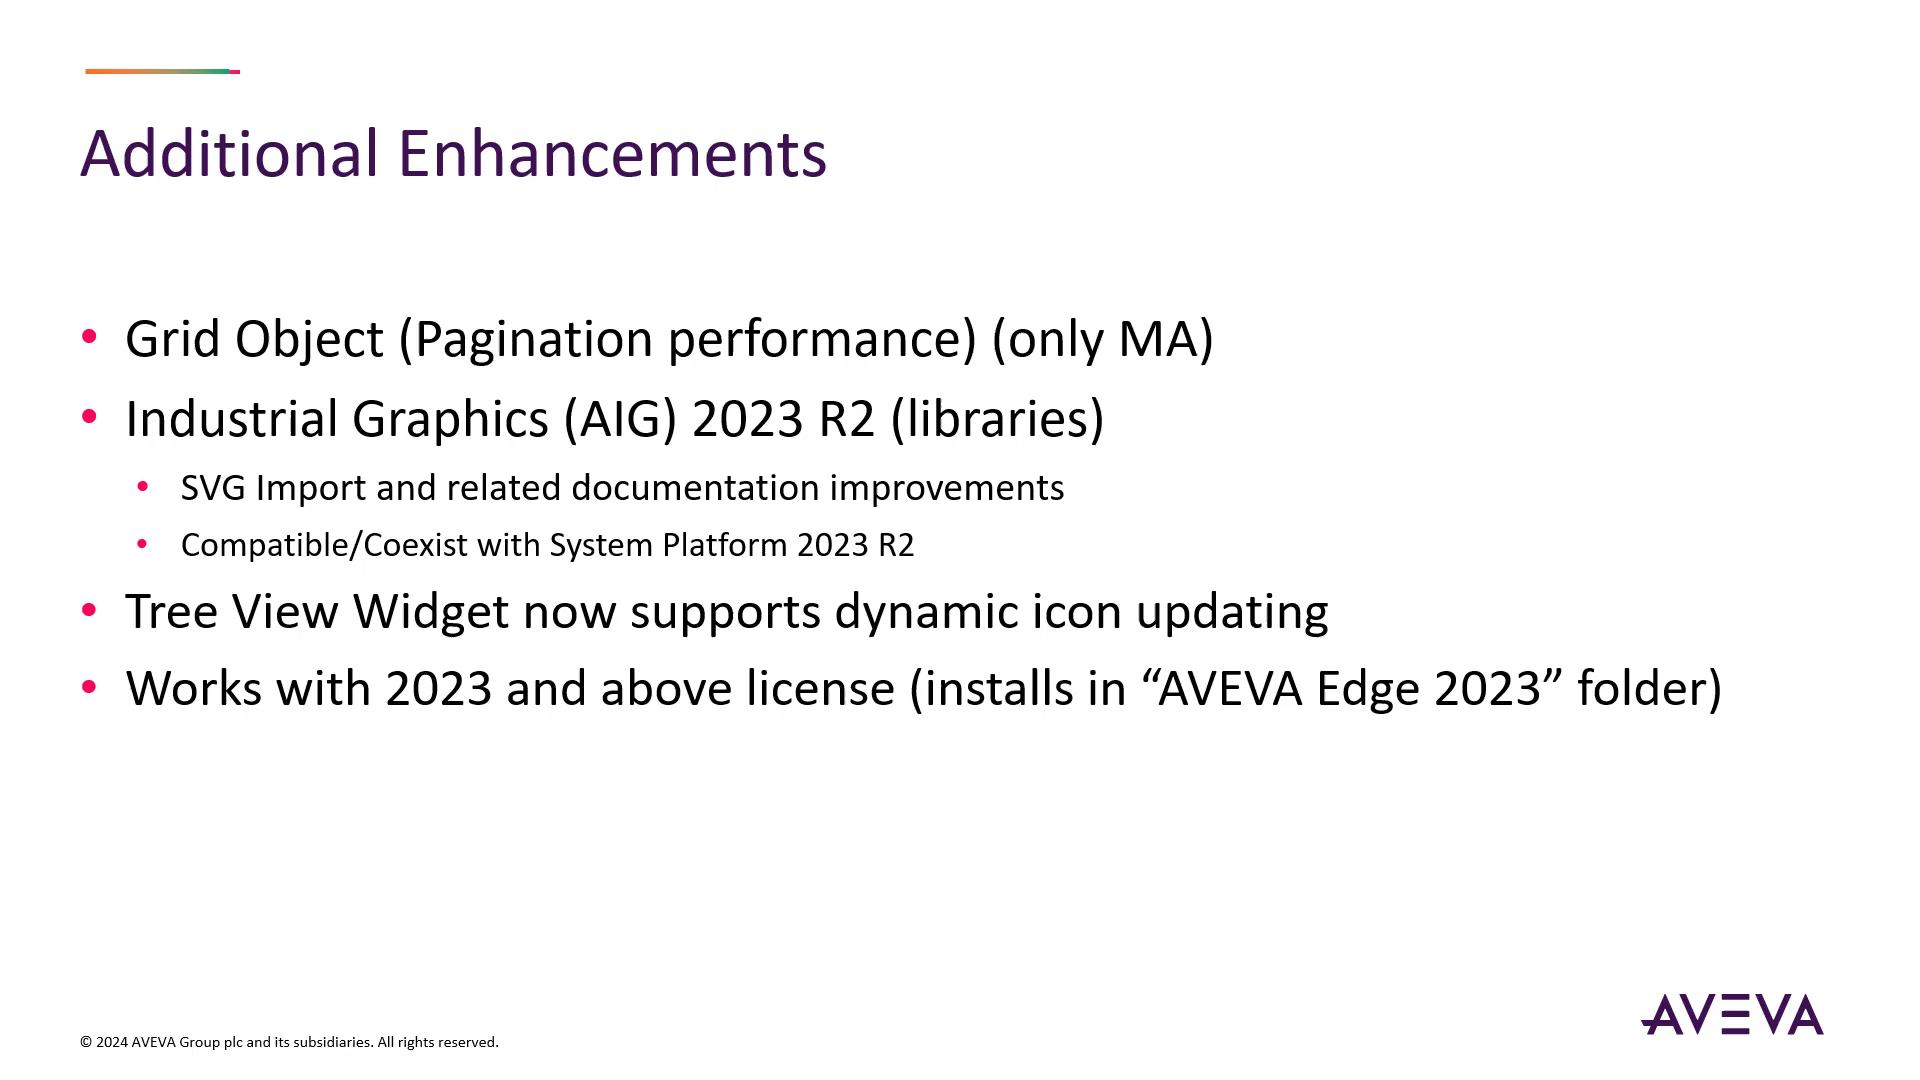 Additional Enhancements
• Grid Object (Pagination performance) (only MA)
• Industrial Graphics (AIG) 2023 R2 (libraries)
• SVG Import and related documentation improvements
• Compatible/Coexist with System Platform 2023 R2
• Tree View Widget now supports dynamic icon updating
• Works with 2023 and above license (installs in “AVEVA Edge 2023” folder)
© 2024 AVEVA Group plc and its subsidiaries. All rights reserved.
AVEVA